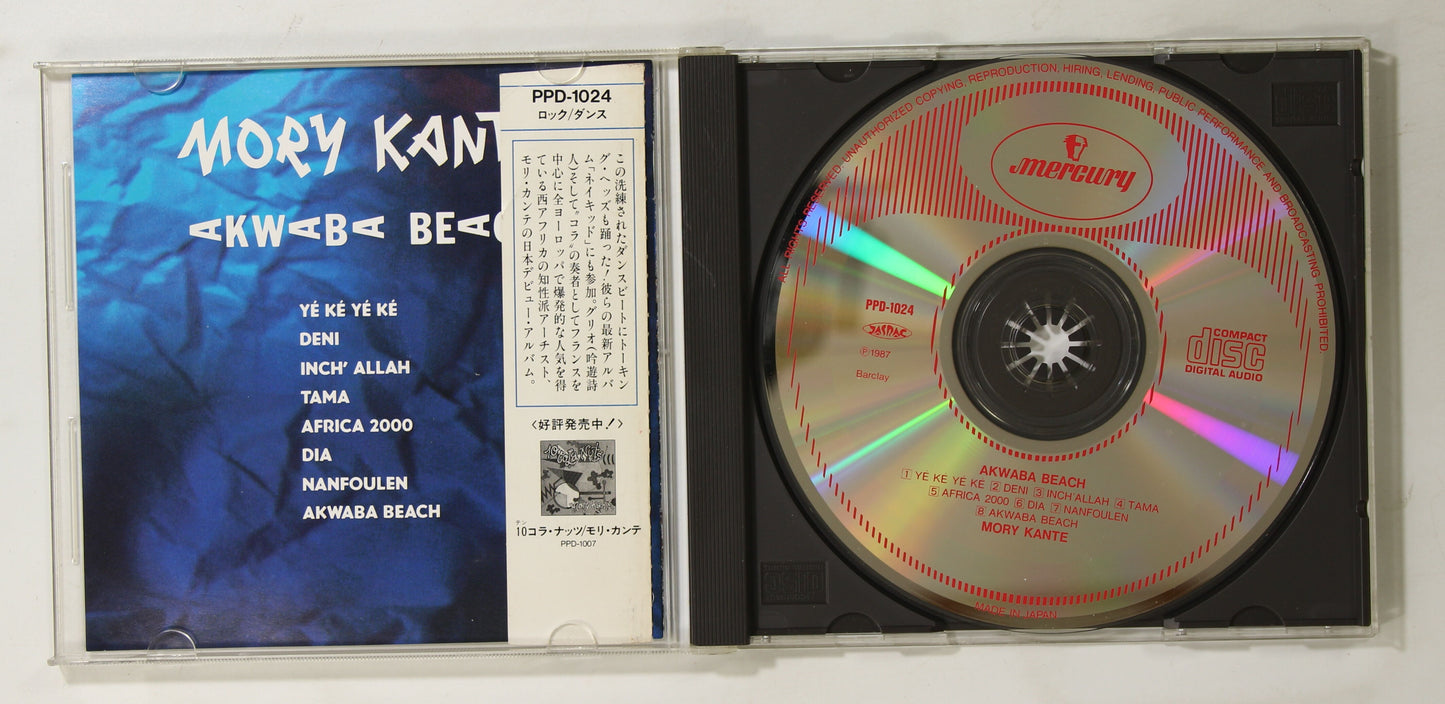 MORY KANT
AKWABA BEAC
YÉ KÉ YÉ KÉ
DENI
INCH' ALLAH
TAMA
AFRICA 2000
DIA
NANFOULEN
AKWABA BEACH
PPD-1024
ロック/ダンス
この洗練されたダンスビートにトーキン
グ・ヘッズも踊った!彼らの最新アルバ
ム「ネイキッド」にも参加。グリオ(吟遊詩
人)そして"コラ"の奏者としてフランスを
中心に全ヨーロッパで爆発的な人気を得
ている西アフリカの知性派アーチスト、
モリ・カンテの日本デビュー・アルバム。
〈好評発売中!〉
テン
10コラ・ナッツ/モリ・カンテ
PPD-1007
ALL RIGHTS RESERVED. UNAUTHORIZED COPYING, REPRODUCTION, HIRING, LENDING, PUBLIC PERFORMANCE AND BROADCASTING PROHIBITED.
mercury
PPD-1024
JASRAC
Ⓟ1987
Barclay
COMPACT
disc
DIGITAL AUDIO
AKWABA BEACH
1 YÉ KÉ YÉ KÉ 2 DENI 3 INCH'ALLAH 4 TAMA
5 AFRICA 2000 6 DIA 7 NANFOULEN
8 AKWABA BEACH
MORY KANTE
MADE IN JAPAN